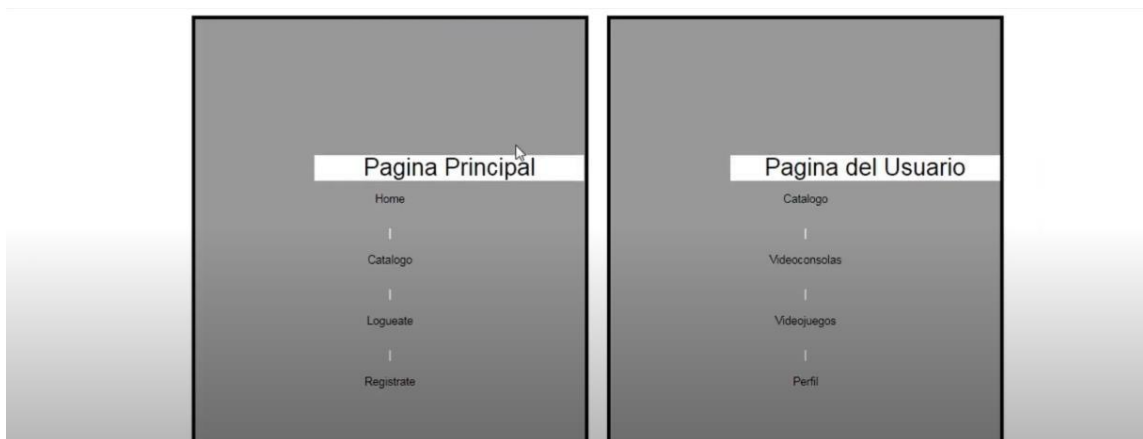 Pagina Principal
Home
|
Catalogo
|
Logueate
|
Registrate
Pagina del Usuario
Catalogo
|
Videoconsolas
|
Videojuegos
|
Perfil